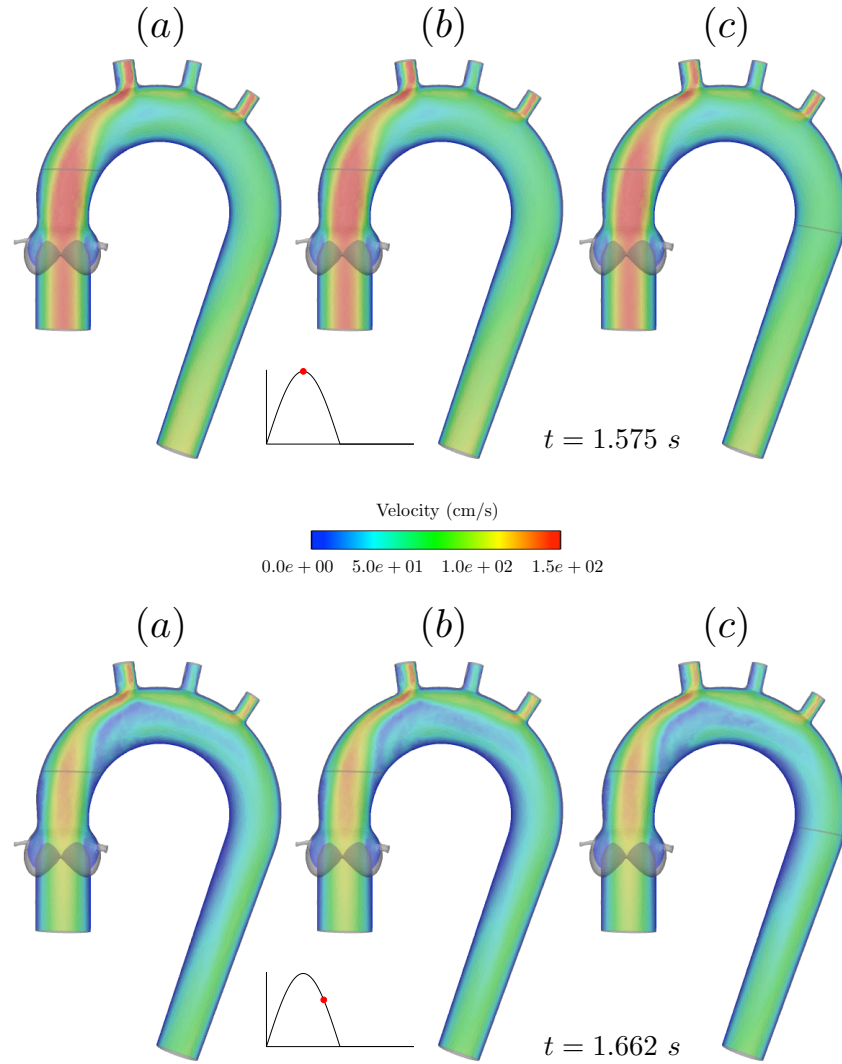 (a) (b) (c)
t = 1.575 s
Velocity (cm/s)
0.0e + 00 5.0e + 01 1.0e + 02 1.5e + 02
(a) (b) (c)
t = 1.662 s